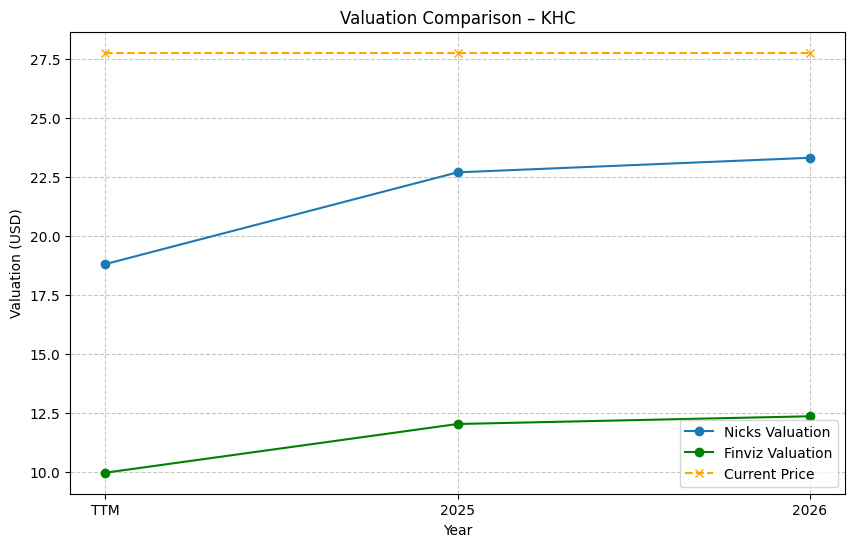 Valuation Comparison – KHC
Valuation (USD)
27.5
25.0
22.5
20.0
17.5
15.0
12.5
10.0
TTM
2025
2026
Year
Nicks Valuation
Finviz Valuation
Current Price